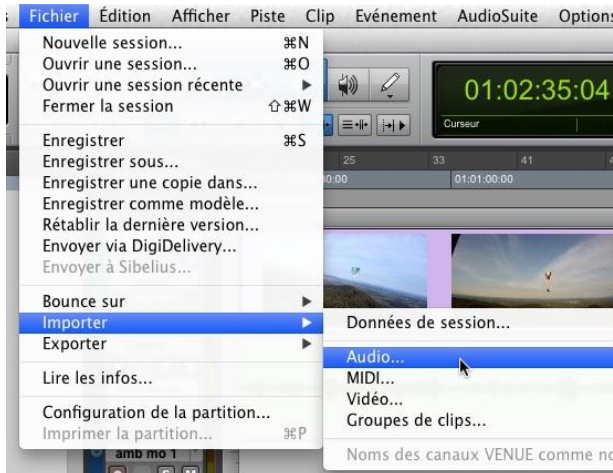 Fichier Édition Afficher Piste Clip Evénement AudioSuite Options
Nouvelle session... ⌘N
Ouvrir une session... ⌘O
Ouvrir une session récente ▶
Fermer la session ⇧⌘W
01:02:35:04
Curseur
Enregistrer ⌘S
Enregistrer sous...
25 33 41
Enregistrer une copie dans...
0:00 01:01:00:00
Enregistrer comme modèle...
Rétablir la dernière version...
Envoyer via DigiDelivery...
Envoyer à Sibelius...
Bounce sur ▶
Importer ▶
Données de session...
Exporter ▶
Audio...
Lire les infos...
MIDI...
Vidéo...
Configuration de la partition...
Groupes de clips...
Imprimer la partition... ⌘P
Noms des canaux VENUE comme
amb mo 1
S M